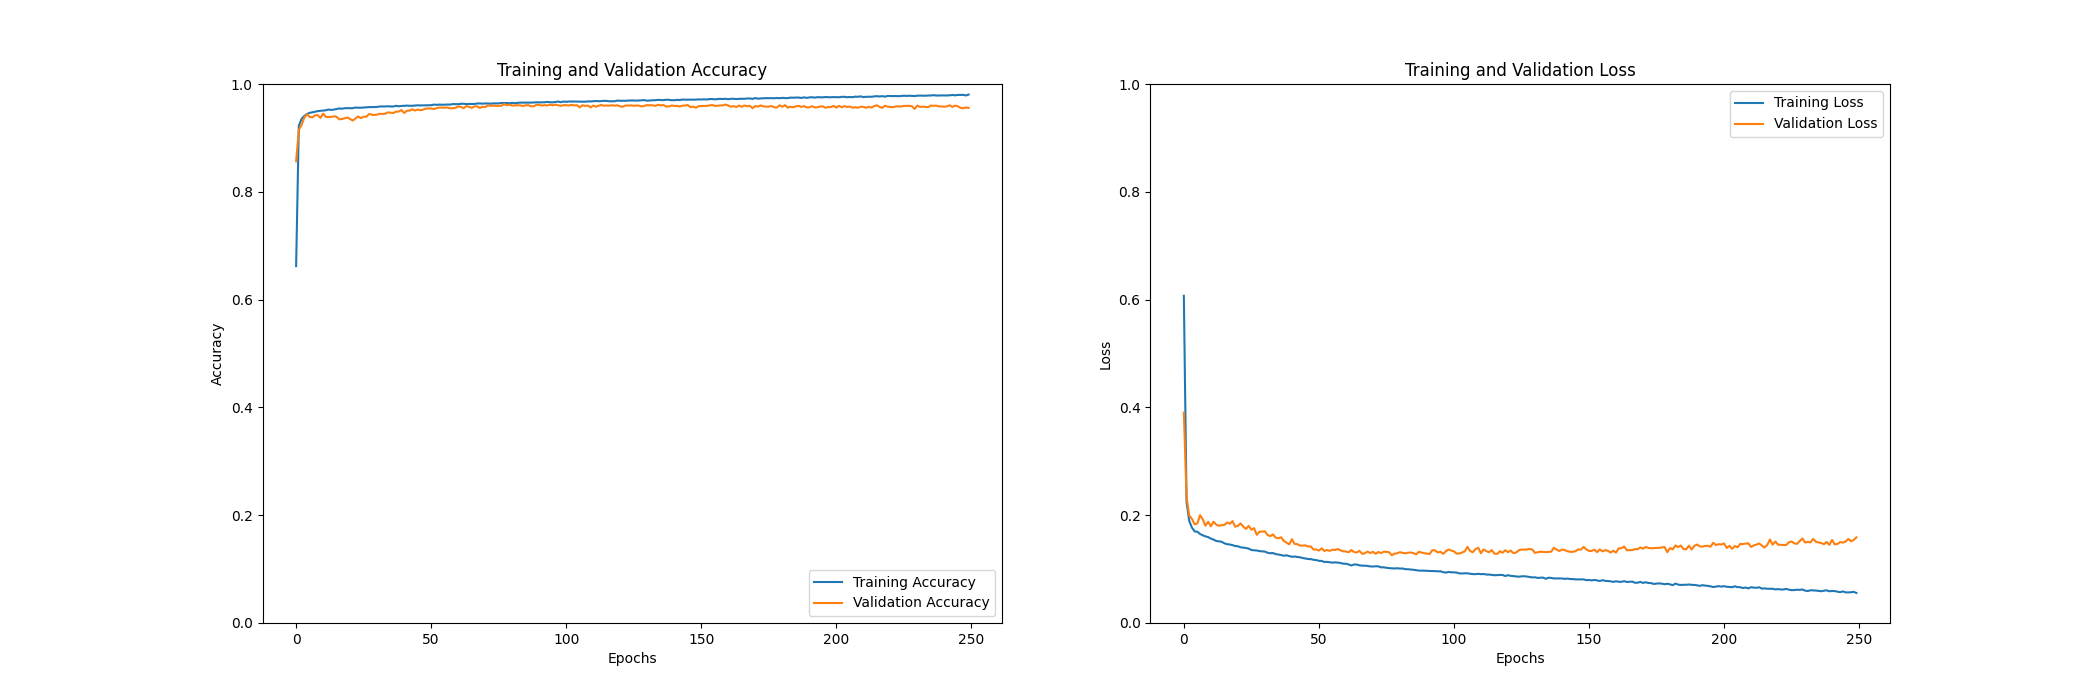 Training and Validation Accuracy
1.0
0.8
0.6
0.4
0.2
0.0
Accuracy
0
50
100
150
200
250
Epochs
Training Accuracy
Validation Accuracy
Training and Validation Loss
1.0
0.8
0.6
0.4
0.2
0.0
Loss
0
50
100
150
200
250
Epochs
Training Loss
Validation Loss